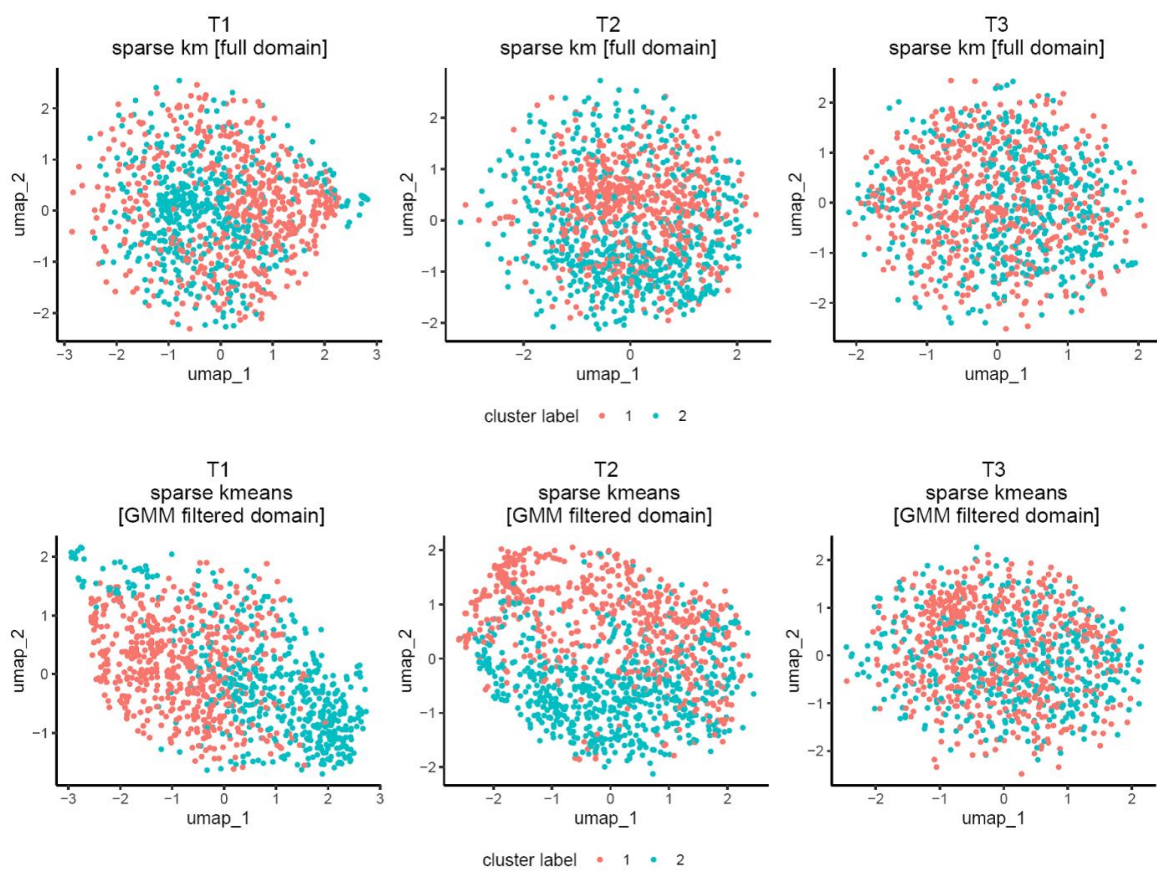 T1
sparse km [full domain]
T2
sparse km [full domain]
T3
sparse km [full domain]
umap_2
2
1
0
−1
−2
−3
−2
−1
0
1
2
3
umap_1
umap_2
2
1
0
−1
−2
−2
0
2
umap_1
umap_2
2
1
0
−1
−2
−2
−1
0
1
2
umap_1
cluster label 1 2
T1
sparse kmeans
[GMM filtered domain]
T2
sparse kmeans
[GMM filtered domain]
T3
sparse kmeans
[GMM filtered domain]
umap_2
2
1
0
−1
−3
−2
−1
0
1
2
3
umap_1
umap_2
2
1
0
−1
−2
−2
−1
0
1
2
umap_1
umap_2
2
1
0
−1
−2
−2
−1
0
1
2
umap_1
cluster label 1 2